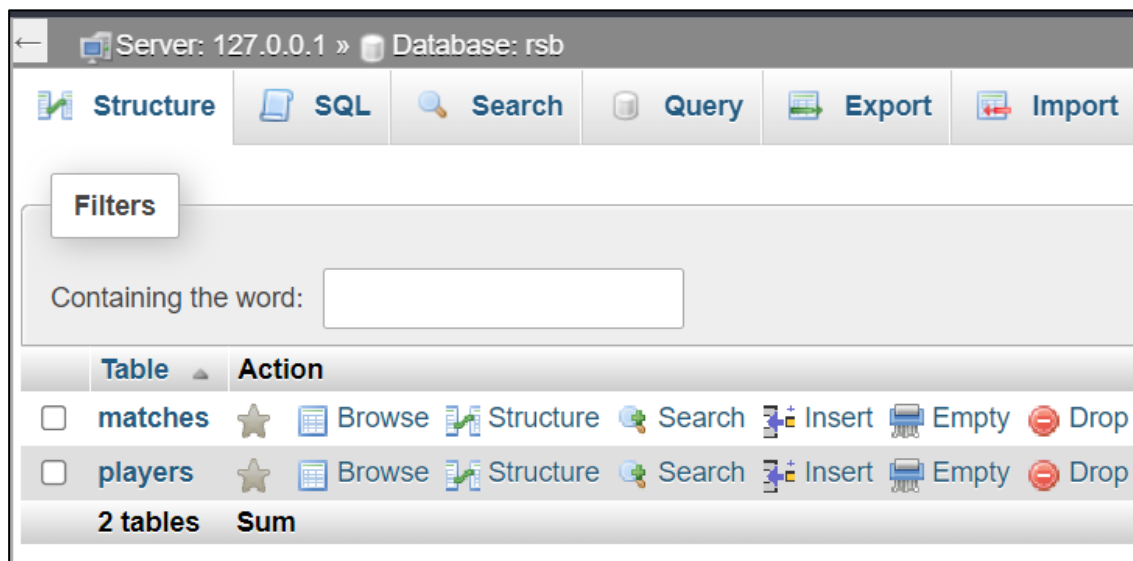 ← Server: 127.0.0.1 » Database: rsb
Structure SQL Search Query Export Import
Filters
Containing the word:
Table Action
matches Browse Structure Search Insert Empty Drop
players Browse Structure Search Insert Empty Drop
2 tables Sum